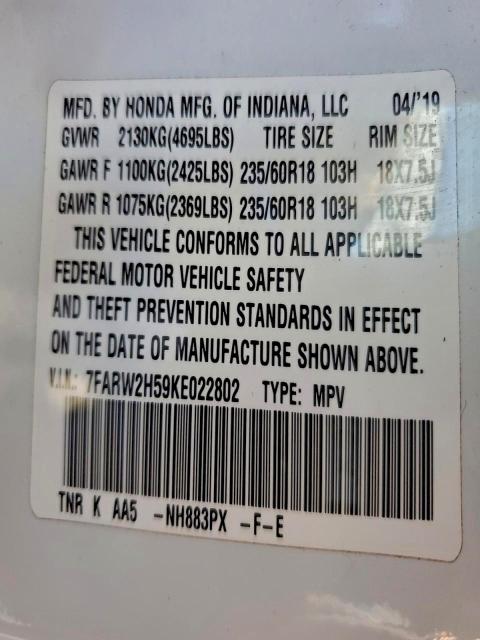 MFD. BY HONDA MFG. OF INDIANA, LLC 04/'19
GVWR 2130KG(4695LBS) TIRE SIZE RIM SIZE
GAWR F 1100KG(2425LBS) 235/60R18 103H 18X7.5J
GAWR R 1075KG(2369LBS) 235/60R18 103H 18X7.5J
THIS VEHICLE CONFORMS TO ALL APPLICABLE
FEDERAL MOTOR VEHICLE SAFETY
AND THEFT PREVENTION STANDARDS IN EFFECT
ON THE DATE OF MANUFACTURE SHOWN ABOVE.
V.I.N.: 7FARW2H59KE022802 TYPE: MPV
TNR K AA5 -NH883PX -F-E